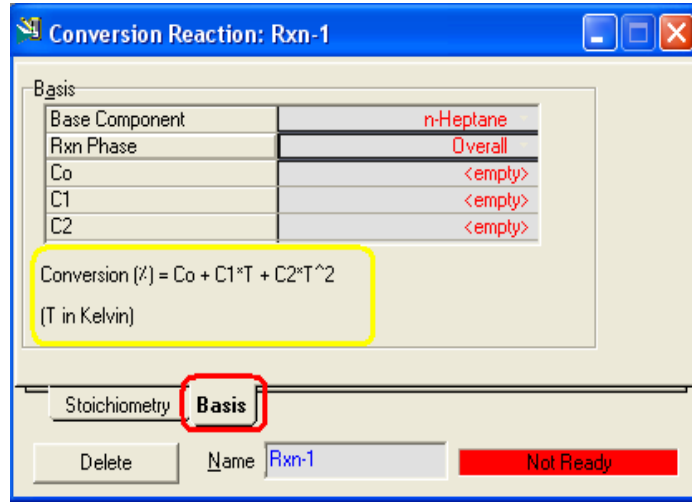 Conversion Reaction: Rxn-1
Basis
Base Component n-Heptane
Rxn Phase Overall
Co <empty>
C1 <empty>
C2 <empty>
Conversion (%) = Co + C1*T + C2*T^2
(T in Kelvin)
Stoichiometry Basis
Delete Name Rxn-1 Not Ready